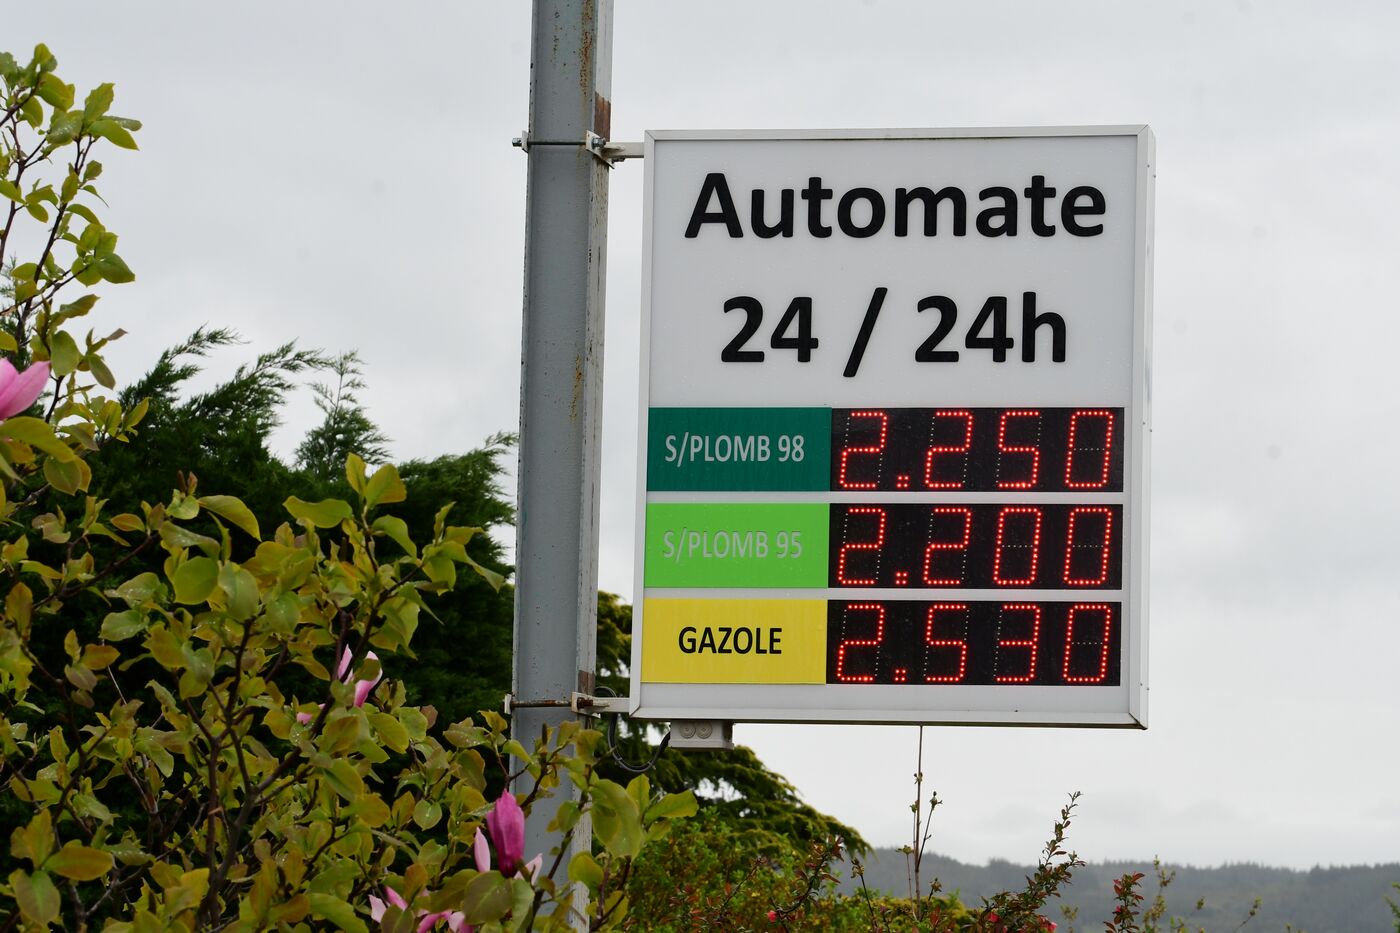 Automate
24 / 24h
S/PLOMB 98 2.250
S/PLOMB 95 2.200
GAZOLE 2.530